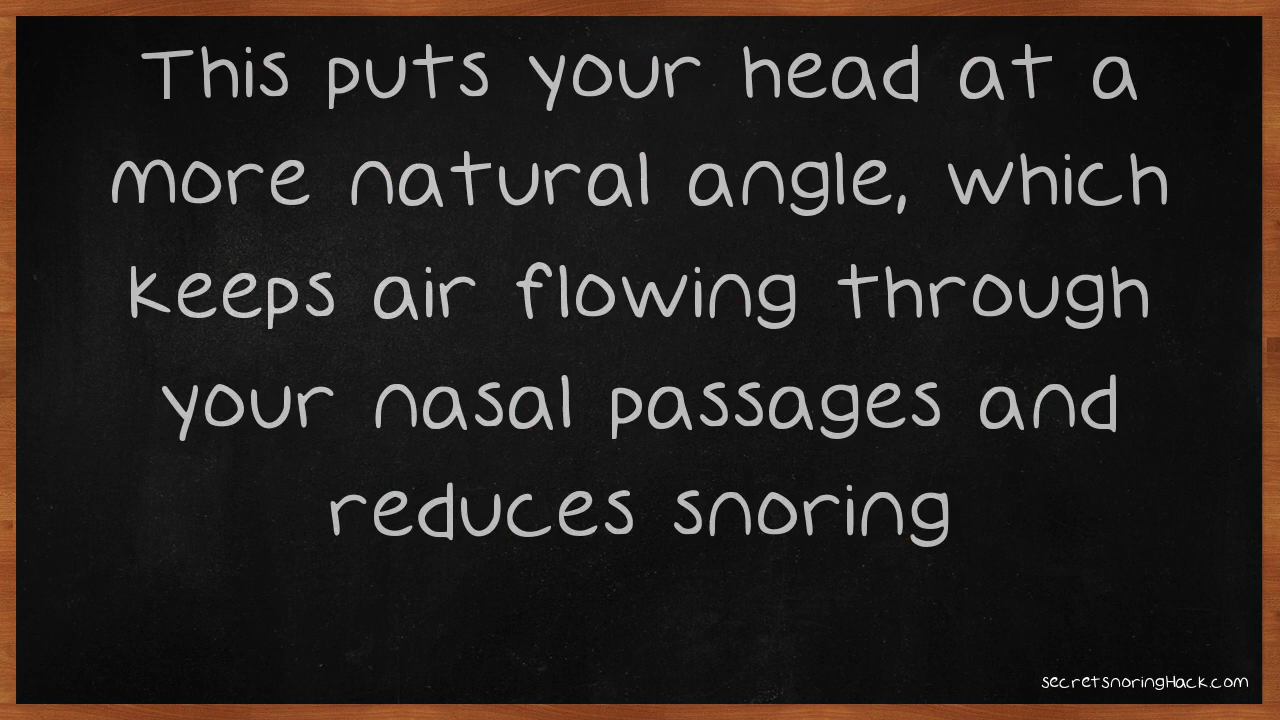 This puts your head at a
more natural angle, which
keeps air flowing through
your nasal passages and
reduces snoring
secretsnoringHack.com